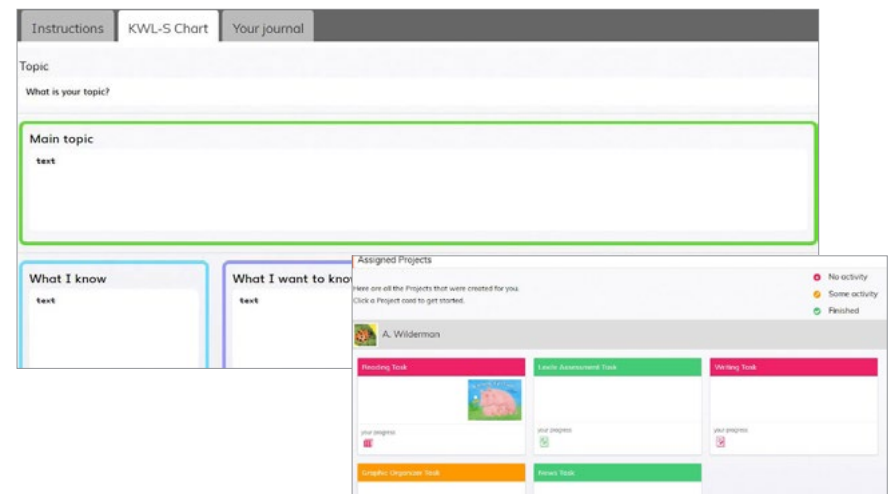 Instructions
KWL-S Chart
Your journal
Topic
What is your topic?
Main topic
text
What I know
text
What I want to kno
text
Assigned Projects
Here are all the Projects that were created for you.
Click a Project card to get started.
No activity
Some activity
Finished
A. Wilderman
Reading Task
Assessment Task
Writing Task
your progress
your progress
your progress
Graphic Organizer Task
News Task